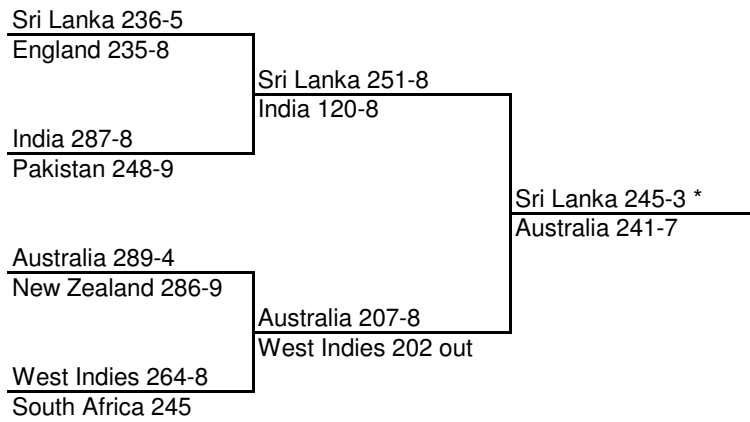 Sri Lanka 236-5
England 235-8
Sri Lanka 251-8
India 120-8
India 287-8
Pakistan 248-9
Sri Lanka 245-3 *
Australia 241-7
Australia 289-4
New Zealand 286-9
Australia 207-8
West Indies 202 out
West Indies 264-8
South Africa 245